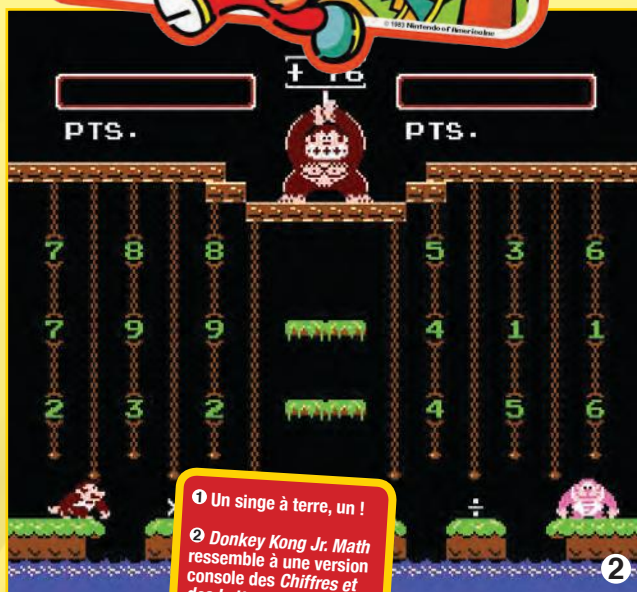 © 1983 Nintendo of America Inc
+ 16
PTS. PTS.
7 8 8 5 3 6
7 9 9 4 1 1
2 3 2 4 5 6
÷
❶ Un singe à terre, un !
❷ Donkey Kong Jr. Math
ressemble à une version
console des Chiffres et
2